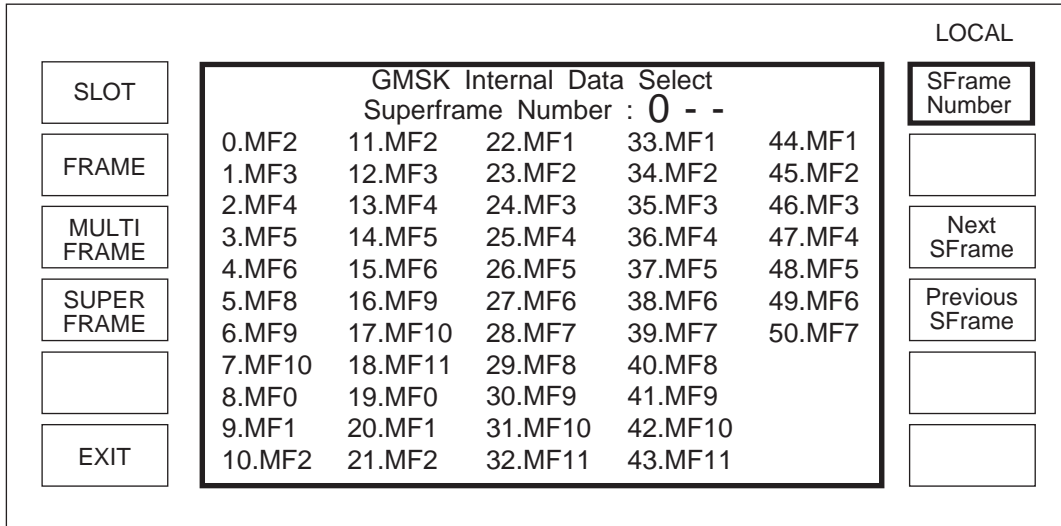 LOCAL
SLOT
FRAME
MULTI
FRAME
SUPER
FRAME
EXIT
GMSK Internal Data Select
Superframe Number : 0 - -
0.MF2 11.MF2 22.MF1 33.MF1 44.MF1
1.MF3 12.MF3 23.MF2 34.MF2 45.MF2
2.MF4 13.MF4 24.MF3 35.MF3 46.MF3
3.MF5 14.MF5 25.MF4 36.MF4 47.MF4
4.MF6 15.MF6 26.MF5 37.MF5 48.MF5
5.MF8 16.MF9 27.MF6 38.MF6 49.MF6
6.MF9 17.MF10 28.MF7 39.MF7 50.MF7
7.MF10 18.MF11 29.MF8 40.MF8
8.MF0 19.MF0 30.MF9 41.MF9
9.MF1 20.MF1 31.MF10 42.MF10
10.MF2 21.MF2 32.MF11 43.MF11
SFrame
Number
Next
SFrame
Previous
SFrame